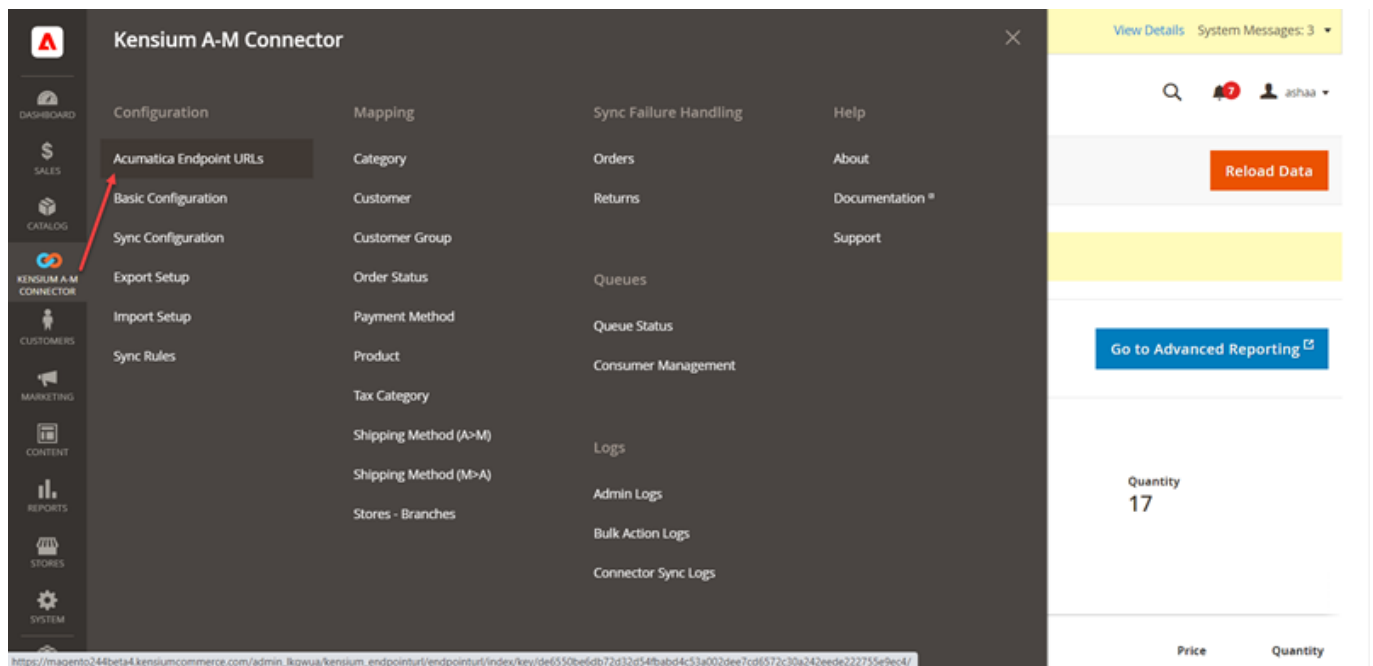 Kensium A-M Connector
View Details System Messages: 3
DASHBOARD
SALES
CATALOG
KENSIUM A-M
CONNECTOR
CUSTOMERS
MARKETING
CONTENT
REPORTS
STORES
SYSTEM
Configuration
Acumatica Endpoint URLs
Basic Configuration
Sync Configuration
Export Setup
Import Setup
Sync Rules
Mapping
Category
Customer
Customer Group
Order Status
Payment Method
Product
Tax Category
Shipping Method (A>M)
Shipping Method (M>A)
Stores - Branches
Sync Failure Handling
Orders
Returns
Queues
Queue Status
Consumer Management
Logs
Admin Logs
Bulk Action Logs
Connector Sync Logs
Help
About
Documentation
Support
7 ashaa
Reload Data
Go to Advanced Reporting
Quantity
17
Price Quantity